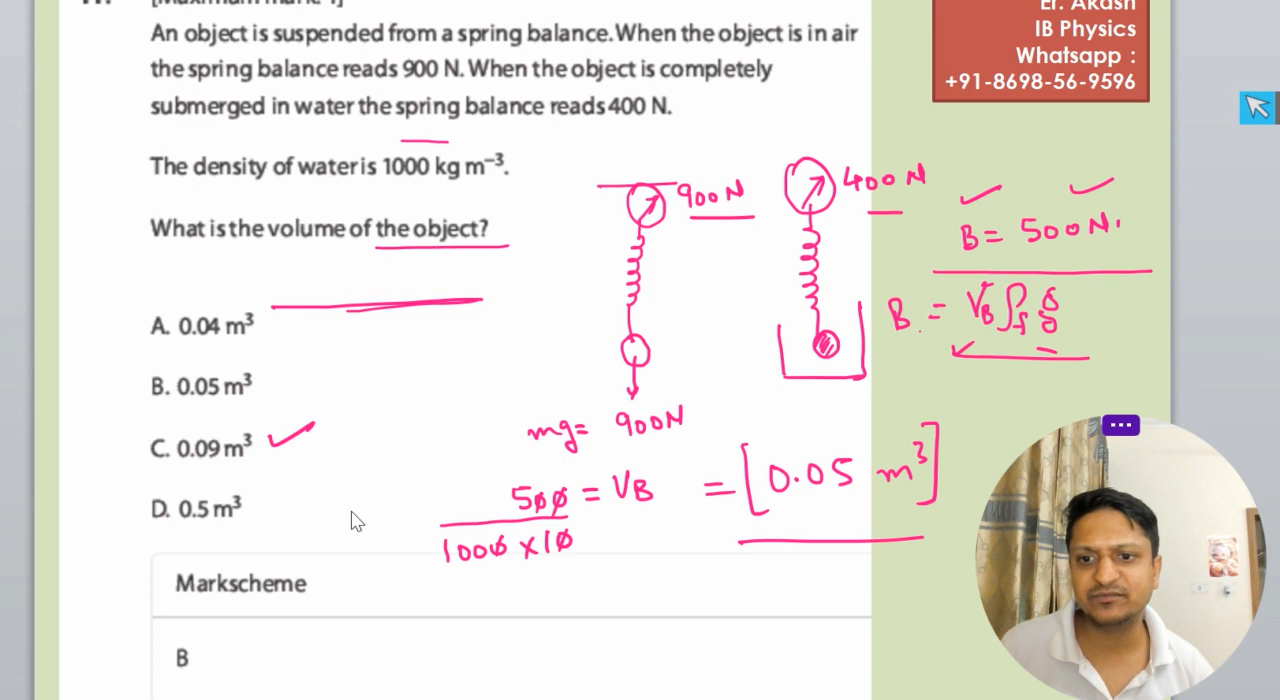 An object is suspended from a spring balance. When the object is in air
the spring balance reads 900 N. When the object is completely
submerged in water the spring balance reads 400 N.
The density of water is 1000 kg m⁻³.
What is the volume of the object?
A. 0.04 m³
B. 0.05 m³
C. 0.09 m³
D. 0.5 m³
Markscheme
B
900N
400 N
mg= 900N
B = 500 N.
B = V_B ρ_f g
500 = V_B = [0.05 m³]
1000 x 10
Er. Akash
IB Physics
Whatsapp :
+91-8698-56-9596